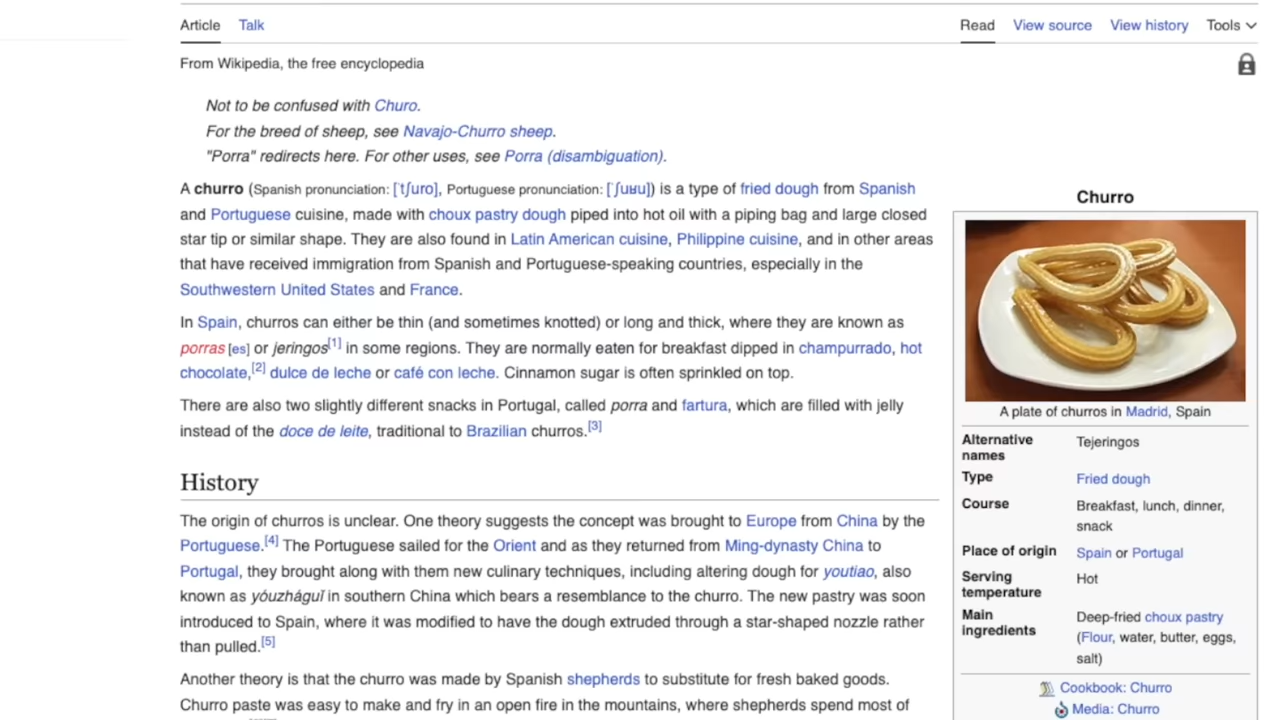 Article Talk Read View source View history Tools
From Wikipedia, the free encyclopedia
Not to be confused with Churo.
For the breed of sheep, see Navajo-Churro sheep.
"Porra" redirects here. For other uses, see Porra (disambiguation).
A churro (Spanish pronunciation: [ˈtʃuro], Portuguese pronunciation: [ˈʃuʁu]) is a type of fried dough from Spanish
and Portuguese cuisine, made with choux pastry dough piped into hot oil with a piping bag and large closed
star tip or similar shape. They are also found in Latin American cuisine, Philippine cuisine, and in other areas
that have received immigration from Spanish and Portuguese-speaking countries, especially in the
Southwestern United States and France.
In Spain, churros can either be thin (and sometimes knotted) or long and thick, where they are known as
porras [es] or jeringos[1] in some regions. They are normally eaten for breakfast dipped in champurrado, hot
chocolate,[2] dulce de leche or café con leche. Cinnamon sugar is often sprinkled on top.
There are also two slightly different snacks in Portugal, called porra and fartura, which are filled with jelly
instead of the doce de leite, traditional to Brazilian churros.[3]
History
The origin of churros is unclear. One theory suggests the concept was brought to Europe from China by the
Portuguese.[4] The Portuguese sailed for the Orient and as they returned from Ming-dynasty China to
Portugal, they brought along with them new culinary techniques, including altering dough for youtiao, also
known as yóuzháguǐ in southern China which bears a resemblance to the churro. The new pastry was soon
introduced to Spain, where it was modified to have the dough extruded through a star-shaped nozzle rather
than pulled.[5]
Another theory is that the churro was made by Spanish shepherds to substitute for fresh baked goods.
Churro paste was easy to make and fry in an open fire in the mountains, where shepherds spend most of
Churro
A plate of churros in Madrid, Spain
Alternative names Tejeringos
Type Fried dough
Course Breakfast, lunch, dinner,
snack
Place of origin Spain or Portugal
Serving temperature Hot
Main ingredients Deep-fried choux pastry
(Flour, water, butter, eggs,
salt)
Cookbook: Churro
Media: Churro